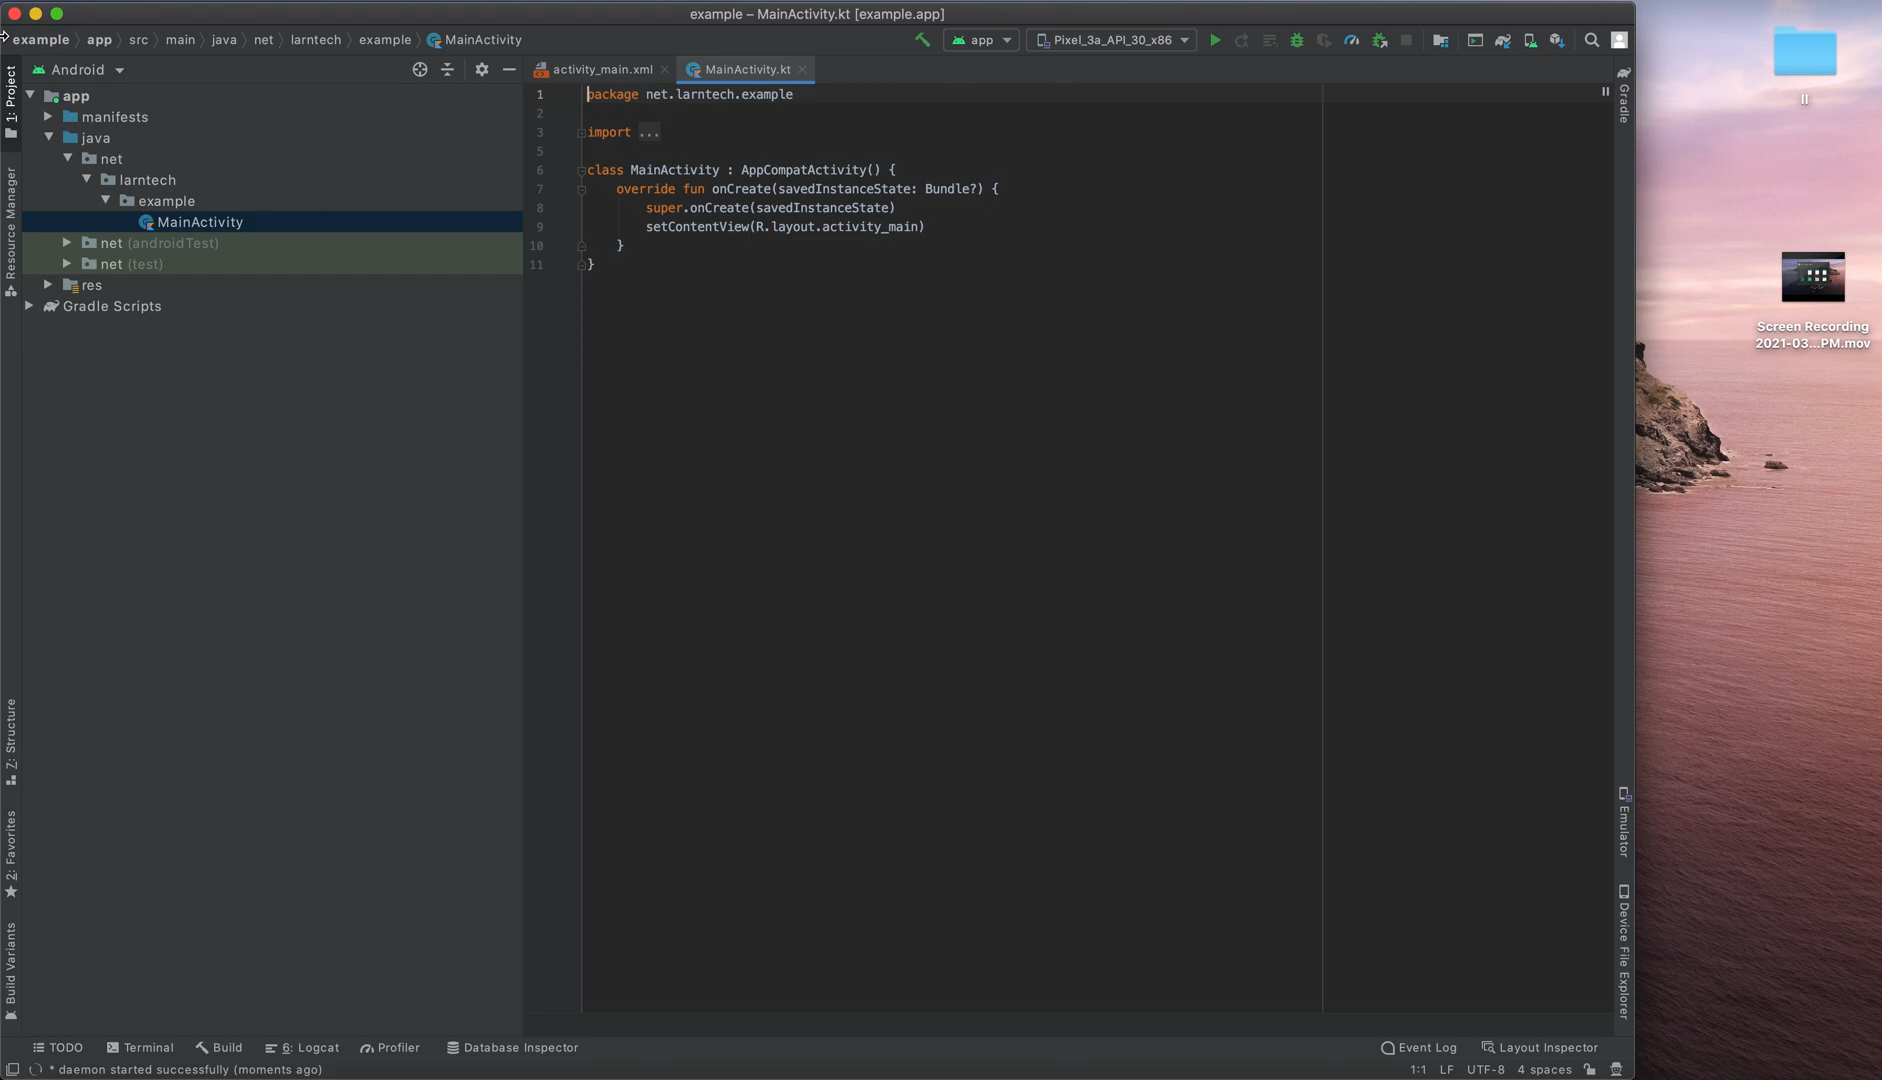 example – MainActivity.kt [example.app]
example app src main java net larntech example MainActivity
app Pixel_3a_API_30_x86
Android
activity_main.xml MainActivity.kt
1: Project
Resource Manager
app
manifests
java
net
larntech
example
MainActivity
net (androidTest)
net (test)
res
Gradle Scripts
1 package net.larntech.example
2
3 import ...
5
6 class MainActivity : AppCompatActivity() {
7 override fun onCreate(savedInstanceState: Bundle?) {
8 super.onCreate(savedInstanceState)
9 setContentView(R.layout.activity_main)
10 }
11 }
Gradle
Emulator
Device File Explorer
Z: Structure
2: Favorites
Build Variants
TODO Terminal Build 6: Logcat Profiler Database Inspector Event Log Layout Inspector
* daemon started successfully (moments ago) 1:1 LF UTF-8 4 spaces
II
Screen Recording
2021-03...PM.mov